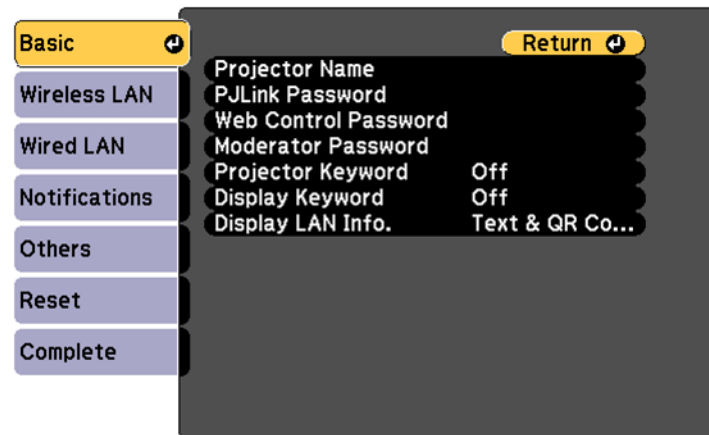 Basic
Wireless LAN
Wired LAN
Notifications
Others
Reset
Complete
Return
Projector Name
PJLink Password
Web Control Password
Moderator Password
Projector Keyword Off
Display Keyword Off
Display LAN Info. Text & QR Co...